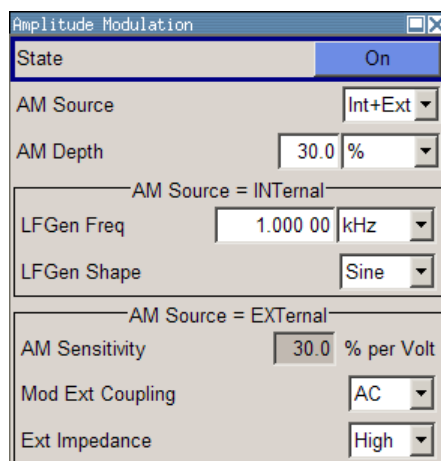 Amplitude Modulation
State On
AM Source Int+Ext
AM Depth 30.0 %
AM Source = INTernal
LFGen Freq 1.000 00 kHz
LFGen Shape Sine
AM Source = EXTernal
AM Sensitivity 30.0 % per Volt
Mod Ext Coupling AC
Ext Impedance High